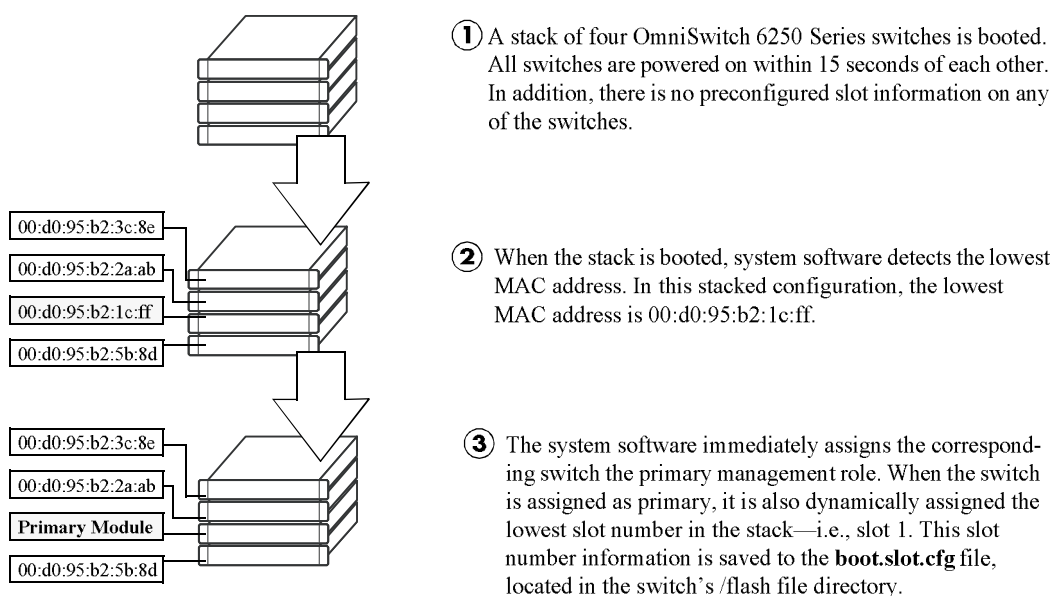 ① A stack of four OmniSwitch 6250 Series switches is booted.
All switches are powered on within 15 seconds of each other.
In addition, there is no preconfigured slot information on any
of the switches.
00:d0:95:b2:3c:8e
00:d0:95:b2:2a:ab
00:d0:95:b2:1c:ff
00:d0:95:b2:5b:8d
② When the stack is booted, system software detects the lowest
MAC address. In this stacked configuration, the lowest
MAC address is 00:d0:95:b2:1c:ff.
00:d0:95:b2:3c:8e
00:d0:95:b2:2a:ab
Primary Module
00:d0:95:b2:5b:8d
③ The system software immediately assigns the correspond-
ing switch the primary management role. When the switch
is assigned as primary, it is also dynamically assigned the
lowest slot number in the stack—i.e., slot 1. This slot
number information is saved to the boot.slot.cfg file,
located in the switch's /flash file directory.